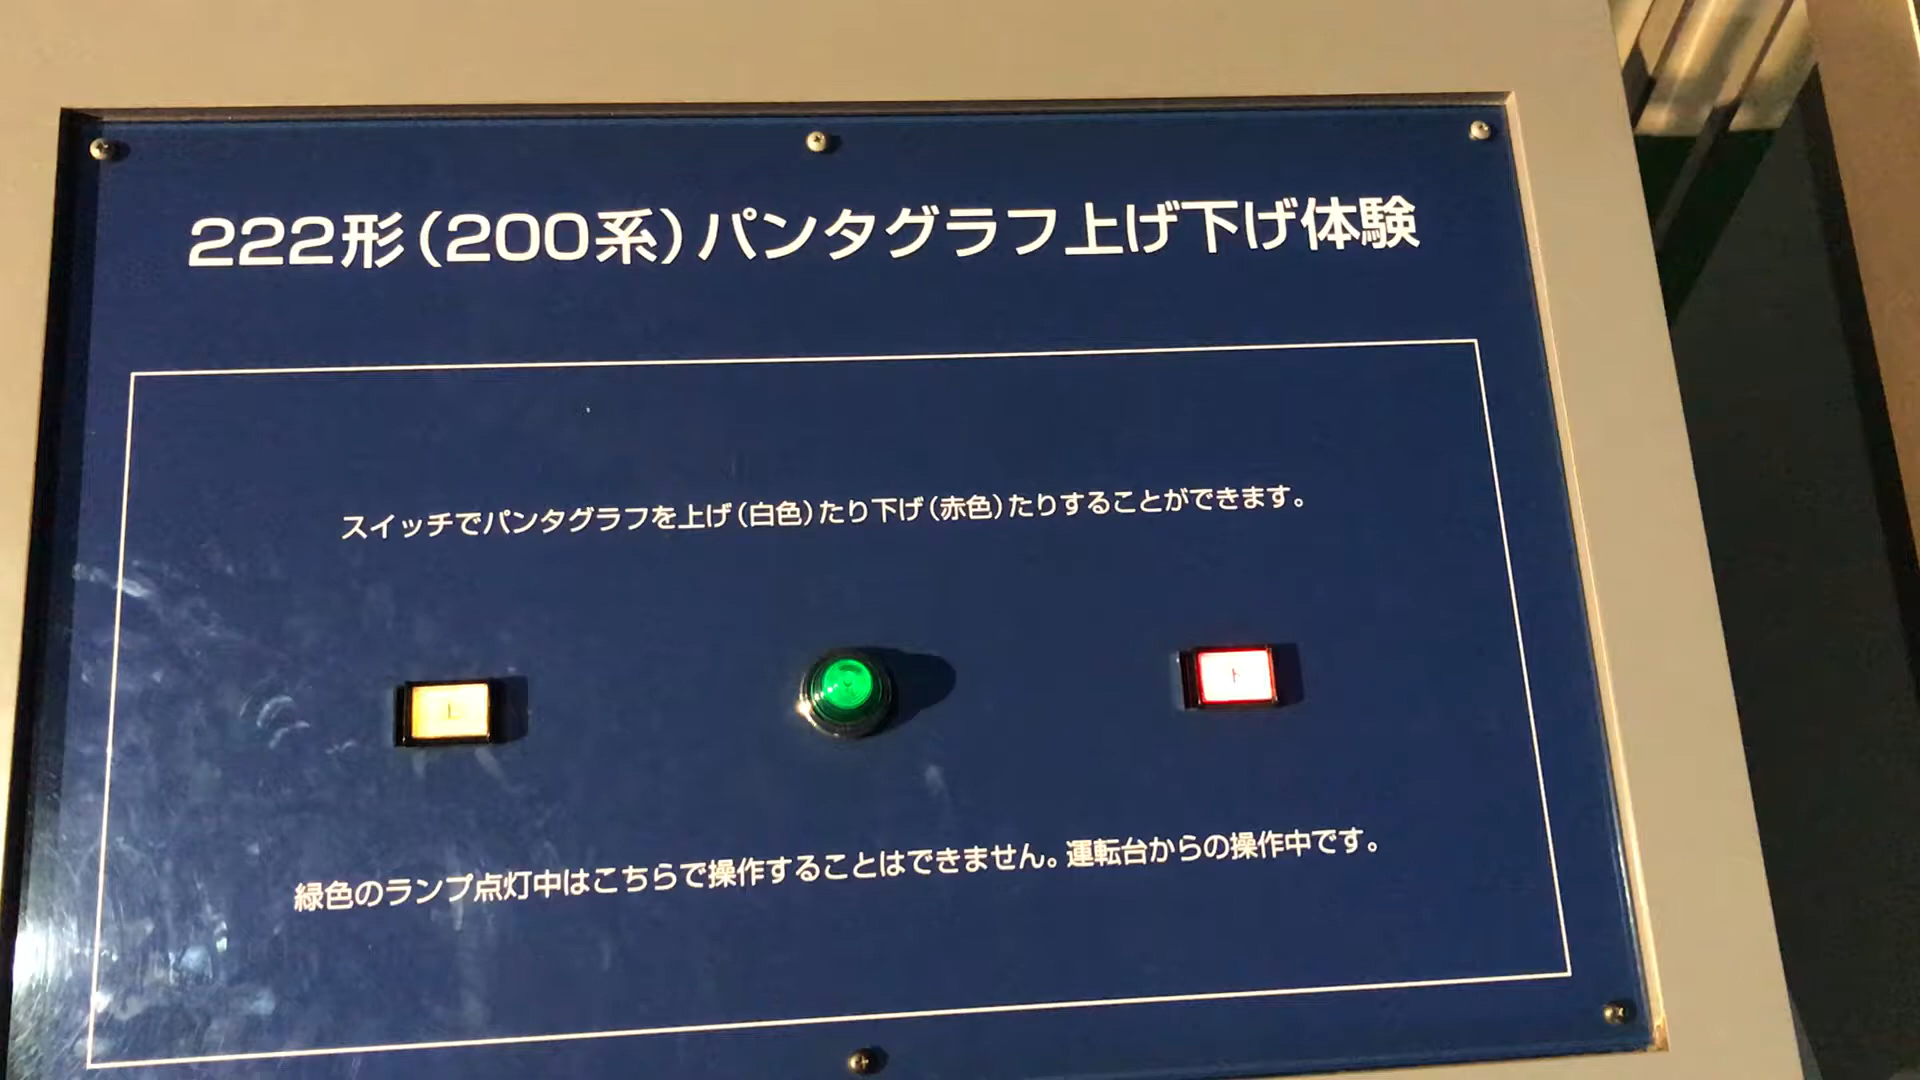 222形（200系）パンタグラフ上げ下げ体験
スイッチでパンタグラフを上げ（白色）たり下げ（赤色）たりすることができます。
上
下
緑色のランプ点灯中はこちらで操作することはできません。運転台からの操作中です。